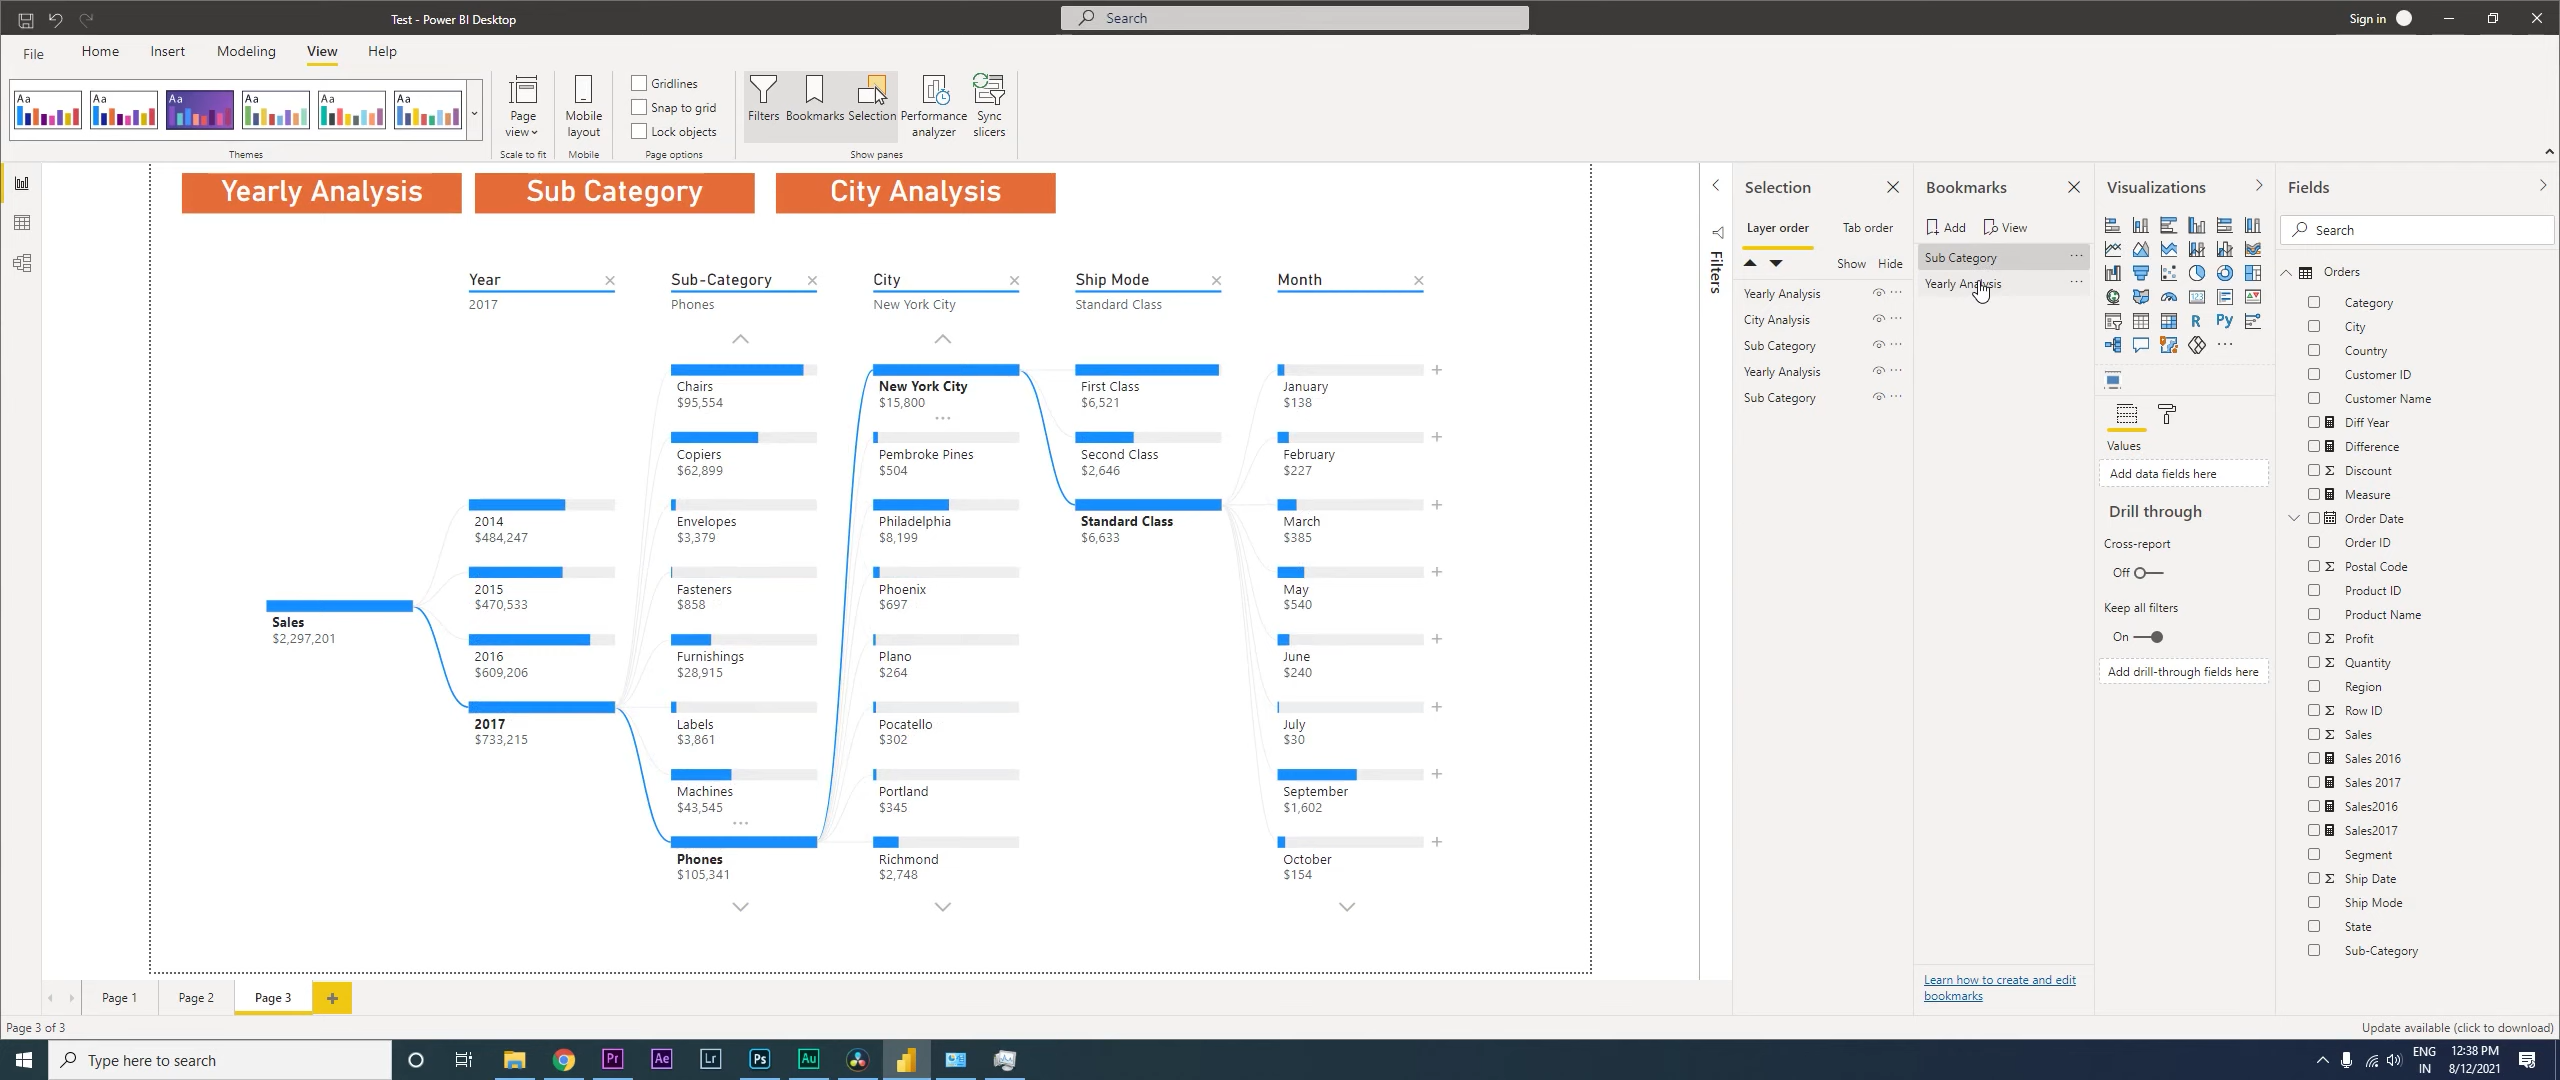 Test - Power BI Desktop
Search
Sign in
File
Home
Insert
Modeling
View
Help
Aa
Aa
Aa
Aa
Aa
Aa
Themes
Page view
Scale to fit
Mobile layout
Mobile
Gridlines
Snap to grid
Lock objects
Page options
Filters
Bookmarks
Selection
Performance analyzer
Sync slicers
Show panes
Yearly Analysis
Sub Category
City Analysis
Year
2017
Sub-Category
Phones
City
New York City
Ship Mode
Standard Class
Month
Sales
$2,297,201
2014
$484,247
2015
$470,533
2016
$609,206
2017
$733,215
Chairs
$95,554
Copiers
$62,899
Envelopes
$3,379
Fasteners
$858
Furnishings
$28,915
Labels
$3,861
Machines
$43,545
Phones
$105,341
New York City
$15,800
Pembroke Pines
$504
Philadelphia
$8,199
Phoenix
$697
Plano
$264
Pocatello
$302
Portland
$345
Richmond
$2,748
First Class
$6,521
Second Class
$2,646
Standard Class
$6,633
January
$138
February
$227
March
$385
May
$540
June
$240
July
$30
September
$1,602
October
$154
Filters
Selection
Layer order
Tab order
Show
Hide
Yearly Analysis
City Analysis
Sub Category
Yearly Analysis
Sub Category
Bookmarks
Add
View
Sub Category
Yearly Analysis
Learn how to create and edit
bookmarks
Visualizations
123
R
Py
Values
Add data fields here
Drill through
Cross-report
Off
Keep all filters
On
Add drill-through fields here
Fields
Search
Orders
Category
City
Country
Customer ID
Customer Name
Diff Year
Difference
Σ Discount
Measure
Order Date
Order ID
Σ Postal Code
Product ID
Product Name
Σ Profit
Σ Quantity
Region
Σ Row ID
Σ Sales
Sales 2016
Sales 2017
Sales2016
Sales2017
Segment
Σ Ship Date
Ship Mode
State
Sub-Category
Page 1
Page 2
Page 3
Page 3 of 3
Update available (click to download)
Type here to search
Pr
Ae
Lr
Ps
Au
ENG
IN
12:38 PM
8/12/2021